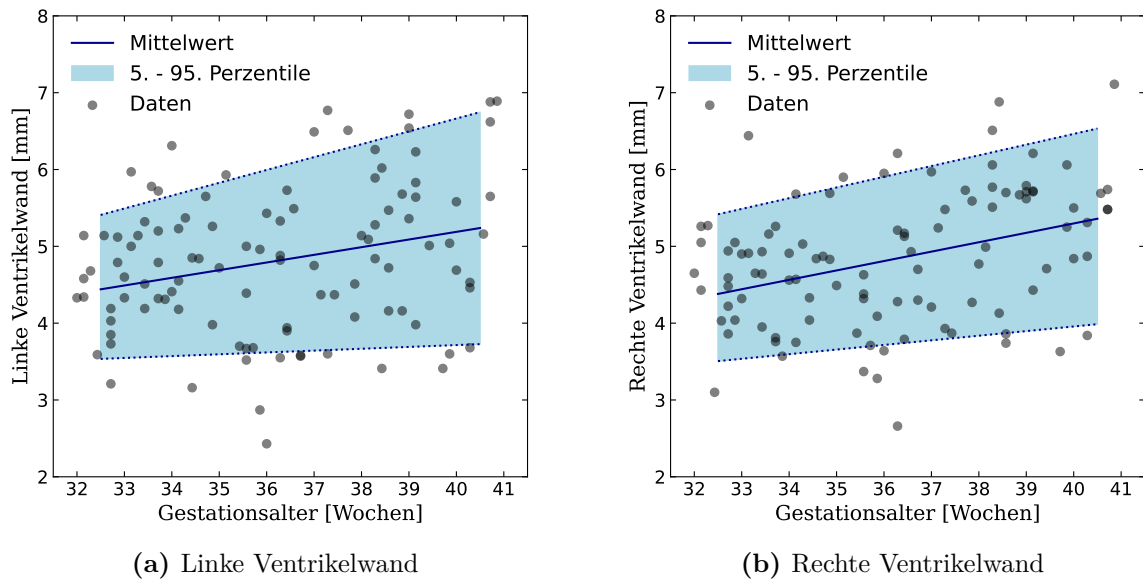 8
7
6
5
4
3
2
Linke Ventrikelwand [mm]
Mittelwert
5. - 95. Perzentile
Daten
32 33 34 35 36 37 38 39 40 41
Gestationsalter [Wochen]
(a) Linke Ventrikelwand
8
7
6
5
4
3
2
Rechte Ventrikelwand [mm]
Mittelwert
5. - 95. Perzentile
Daten
32 33 34 35 36 37 38 39 40 41
Gestationsalter [Wochen]
(b) Rechte Ventrikelwand